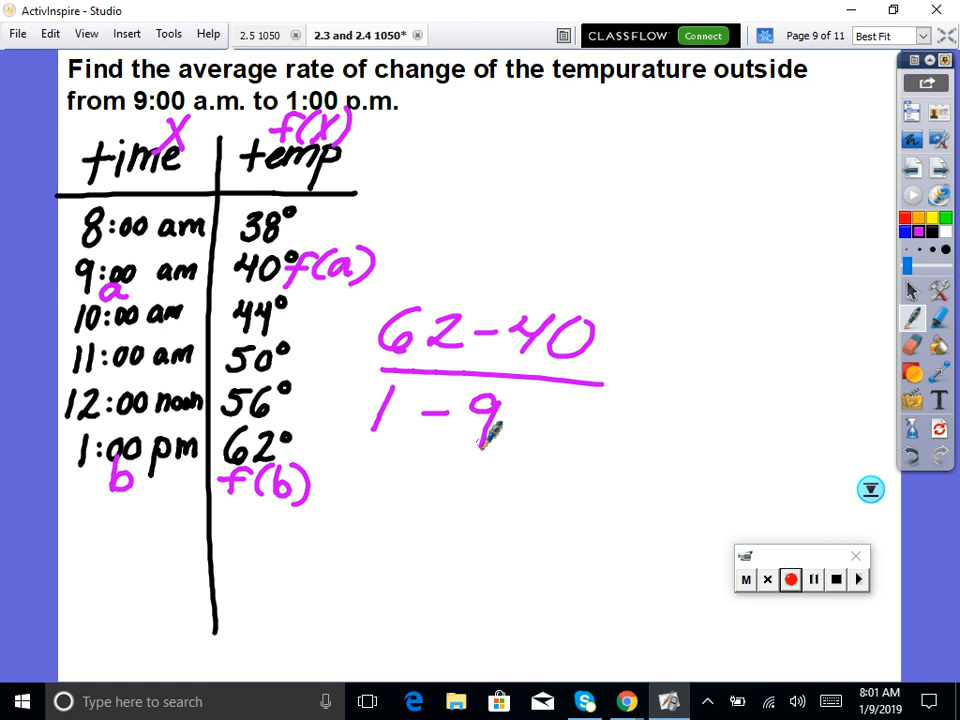 ActivInspire - Studio
File Edit View Insert Tools Help
2.5 1050
2.3 and 2.4 1050*
CLASSFLOW Connect
Page 9 of 11
Best Fit
Find the average rate of change of the tempurature outside
from 9:00 a.m. to 1:00 p.m.
x f(x)
time temp
8:00 am 38°
9:00 am 40° f(a)
a
10:00 am 44°
11:00 am 50°
12:00 noon 56°
1:00 pm 62°
b f(b)
62 - 40
1 - 9
T
M
Type here to search
8:01 AM
1/9/2019